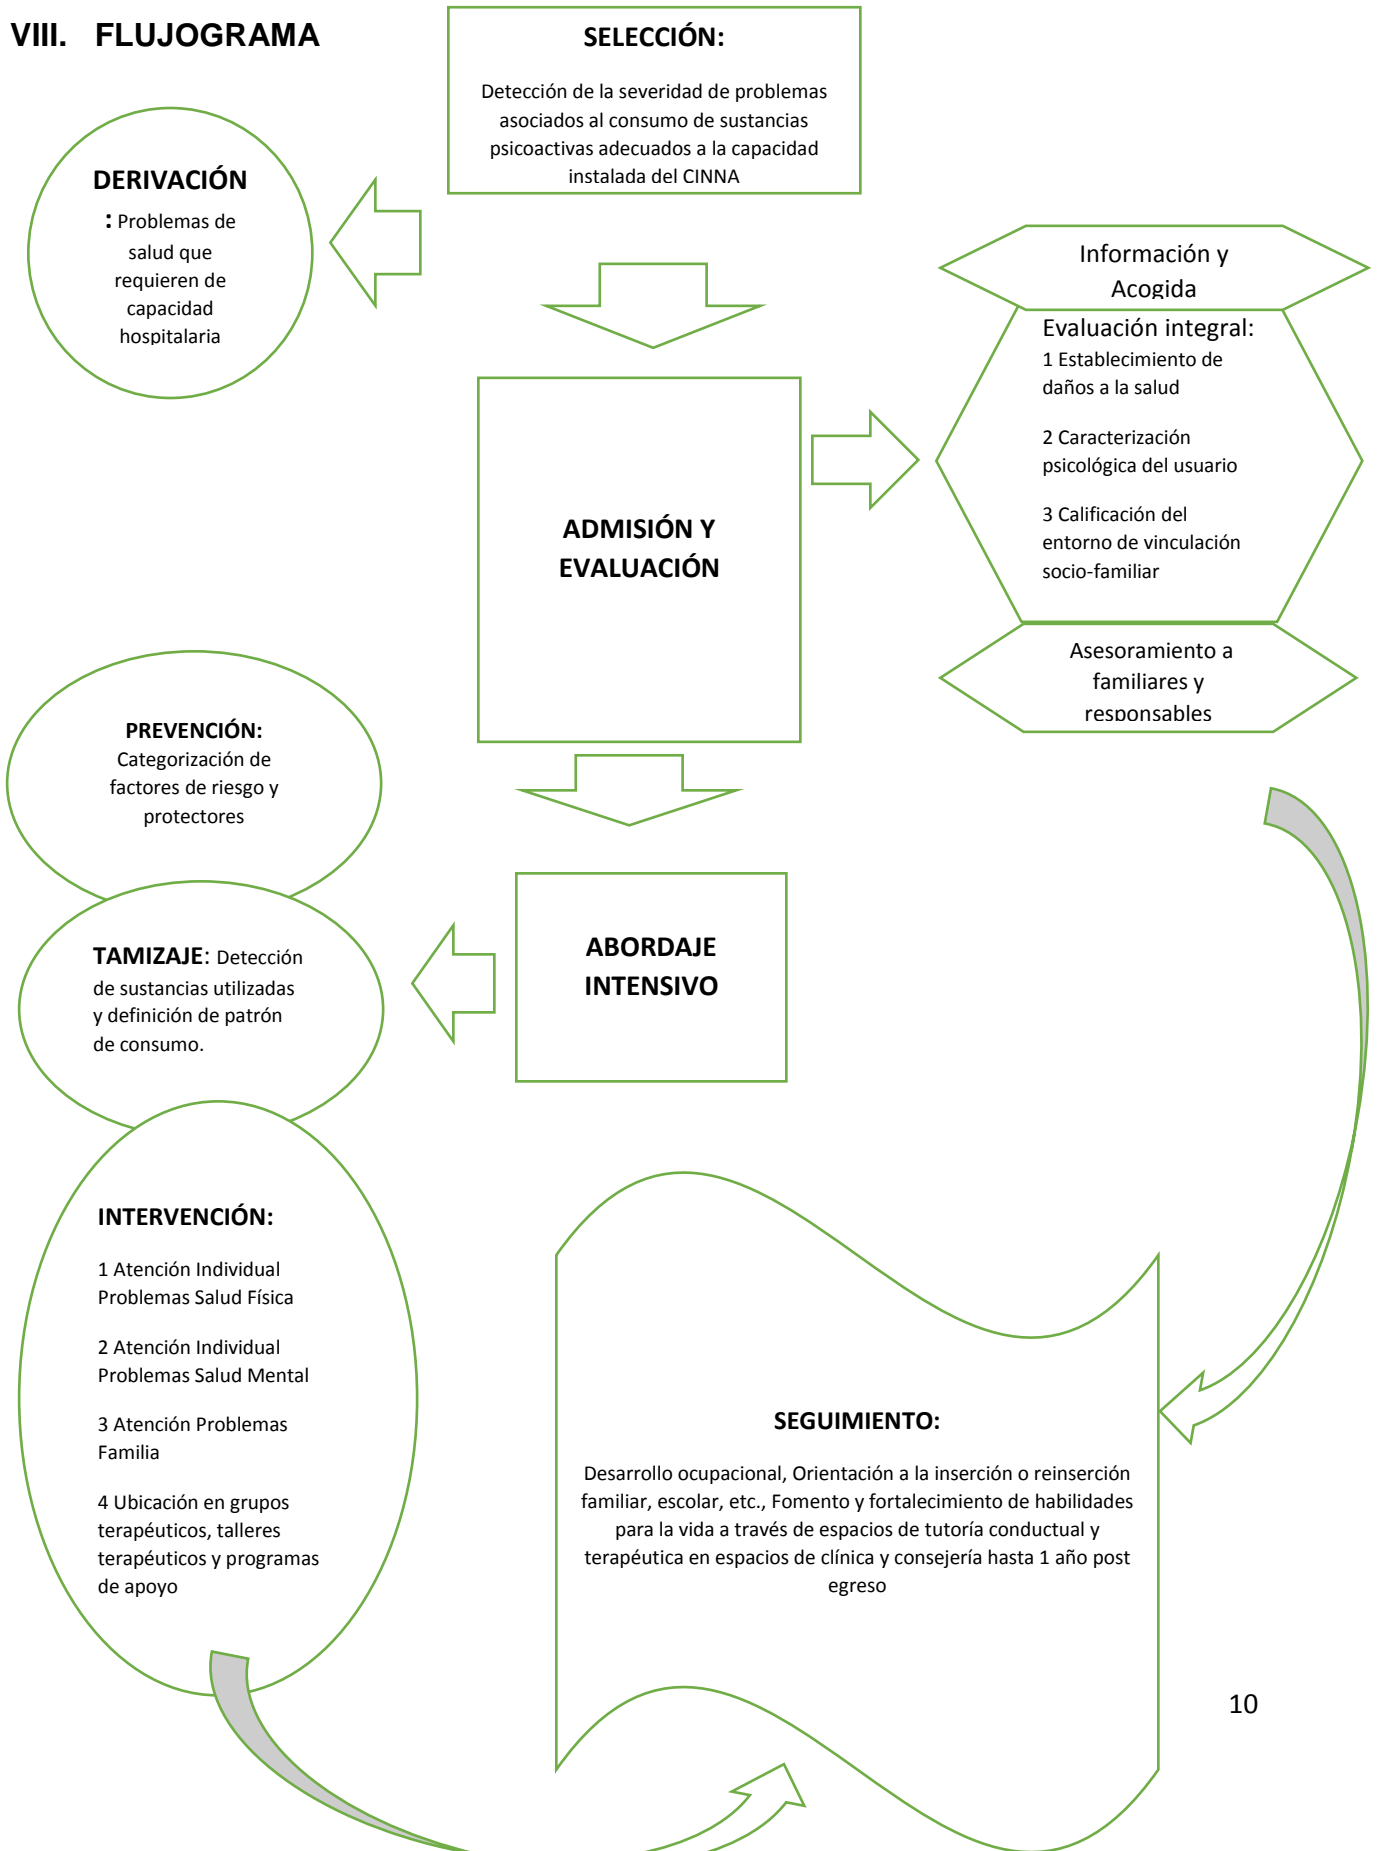 VIII. FLUJOGRAMA
SELECCIÓN:
Detección de la severidad de problemas
asociados al consumo de sustancias
psicoactivas adecuados a la capacidad
instalada del CINNA
DERIVACIÓN
: Problemas de
salud que
requieren de
capacidad
hospitalaria
Información y
Acogida
Evaluación integral:
1 Establecimiento de
daños a la salud
2 Caracterización
psicológica del usuario
3 Calificación del
entorno de vinculación
socio-familiar
Asesoramiento a
familiares y
responsables
ADMISIÓN Y
EVALUACIÓN
PREVENCIÓN:
Categorización de
factores de riesgo y
protectores
TAMIZAJE: Detección
de sustancias utilizadas
y definición de patrón
de consumo.
ABORDAJE
INTENSIVO
INTERVENCIÓN:
1 Atención Individual
Problemas Salud Física
2 Atención Individual
Problemas Salud Mental
3 Atención Problemas
Familia
4 Ubicación en grupos
terapéuticos, talleres
terapéuticos y programas
de apoyo
SEGUIMIENTO:
Desarrollo ocupacional, Orientación a la inserción o reinserción
familiar, escolar, etc., Fomento y fortalecimiento de habilidades
para la vida a través de espacios de tutoría conductual y
terapéutica en espacios de clínica y consejería hasta 1 año post
egreso
10